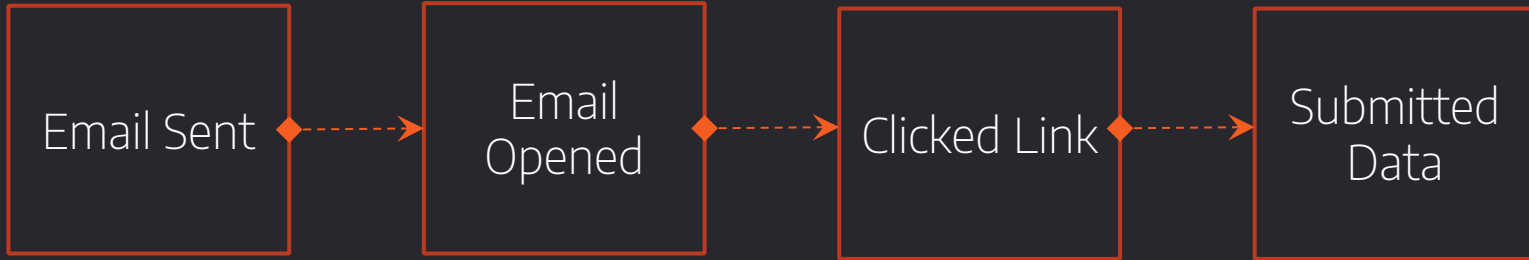 Email Sent
Email
Opened
Clicked Link
Submitted
Data